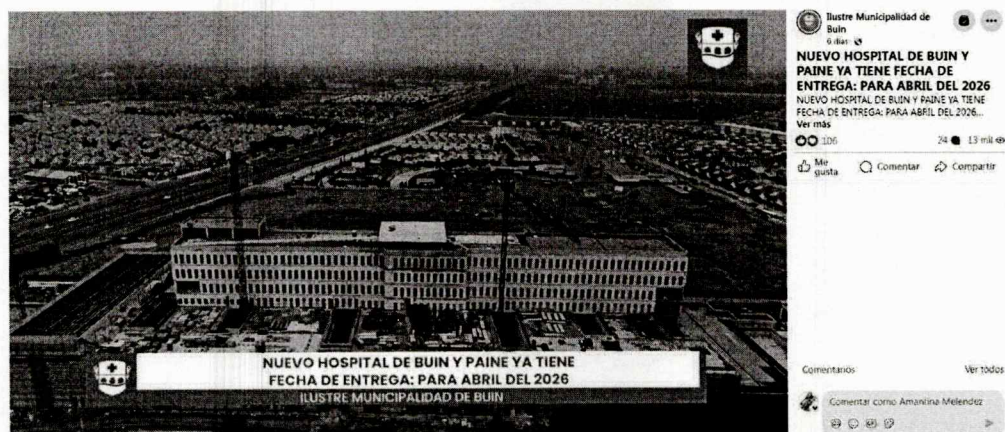 NUEVO HOSPITAL DE BUIN Y PAINE YA TIENE
FECHA DE ENTREGA: PARA ABRIL DEL 2026
ILUSTRE MUNICIPALIDAD DE BUIN
Ilustre Municipalidad de
Buin
6 días
NUEVO HOSPITAL DE BUIN Y
PAINE YA TIENE FECHA DE
ENTREGA: PARA ABRIL DEL 2026
NUEVO HOSPITAL DE BUIN Y PAINE YA TIENE
FECHA DE ENTREGA: PARA ABRIL DEL 2026...
Ver más
106 24 13 mil
Me gusta Comentar Compartir
Comentarios Ver todos
Comentar como Amantina Melendez